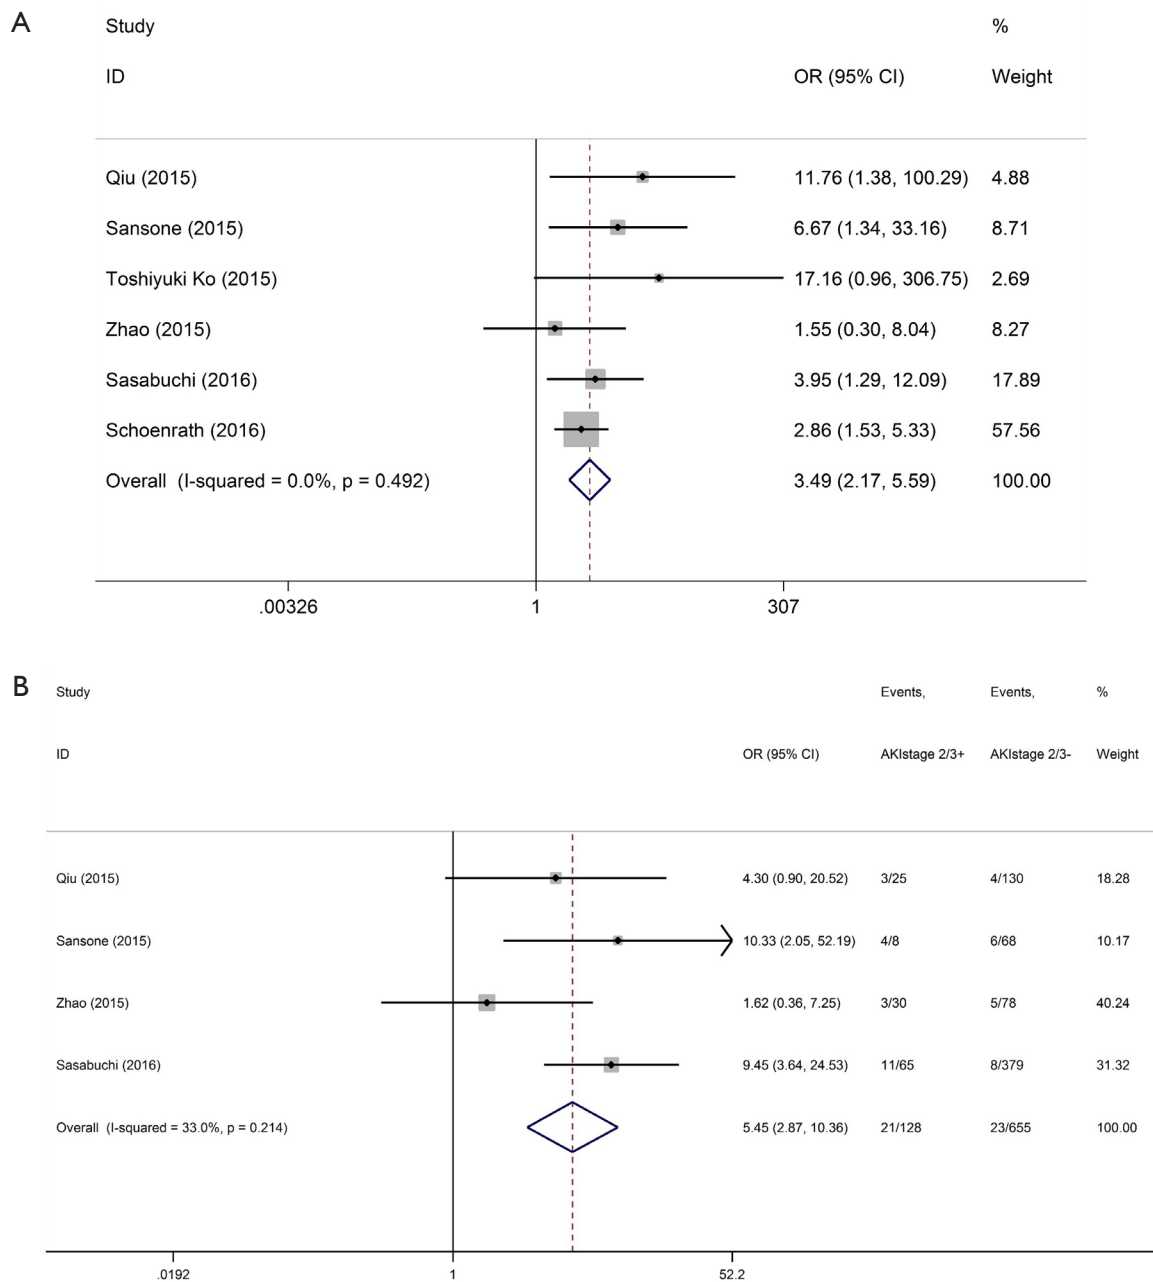 A
Study %
ID OR (95% CI) Weight
Qiu (2015) 11.76 (1.38, 100.29) 4.88
Sansone (2015) 6.67 (1.34, 33.16) 8.71
Toshiyuki Ko (2015) 17.16 (0.96, 306.75) 2.69
Zhao (2015) 1.55 (0.30, 8.04) 8.27
Sasabuchi (2016) 3.95 (1.29, 12.09) 17.89
Schoenrath (2016) 2.86 (1.53, 5.33) 57.56
Overall (I-squared = 0.0%, p = 0.492) 3.49 (2.17, 5.59) 100.00
.00326 1 307
B
Study Events, Events, %
ID OR (95% CI) AKIstage 2/3+ AKIstage 2/3- Weight
Qiu (2015) 4.30 (0.90, 20.52) 3/25 4/130 18.28
Sansone (2015) 10.33 (2.05, 52.19) 4/8 6/68 10.17
Zhao (2015) 1.62 (0.36, 7.25) 3/30 5/78 40.24
Sasabuchi (2016) 9.45 (3.64, 24.53) 11/65 8/379 31.32
Overall (I-squared = 33.0%, p = 0.214) 5.45 (2.87, 10.36) 21/128 23/655 100.00
.0192 1 52.2